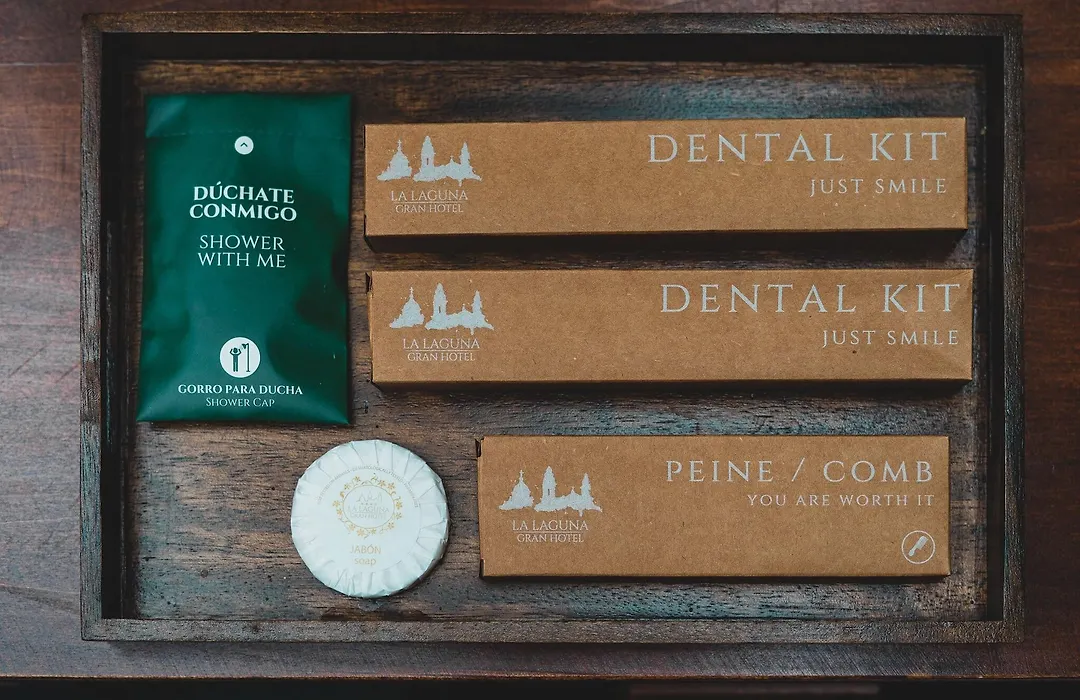 DÚCHATE
CONMIGO
SHOWER
WITH ME
GORRO PARA DUCHA
SHOWER CAP
LA LAGUNA
GRAN HOTEL
DENTAL KIT
JUST SMILE
LA LAGUNA
GRAN HOTEL
DENTAL KIT
JUST SMILE
LA LAGUNA
JABÓN
soap
LA LAGUNA
GRAN HOTEL
PEINE / COMB
YOU ARE WORTH IT